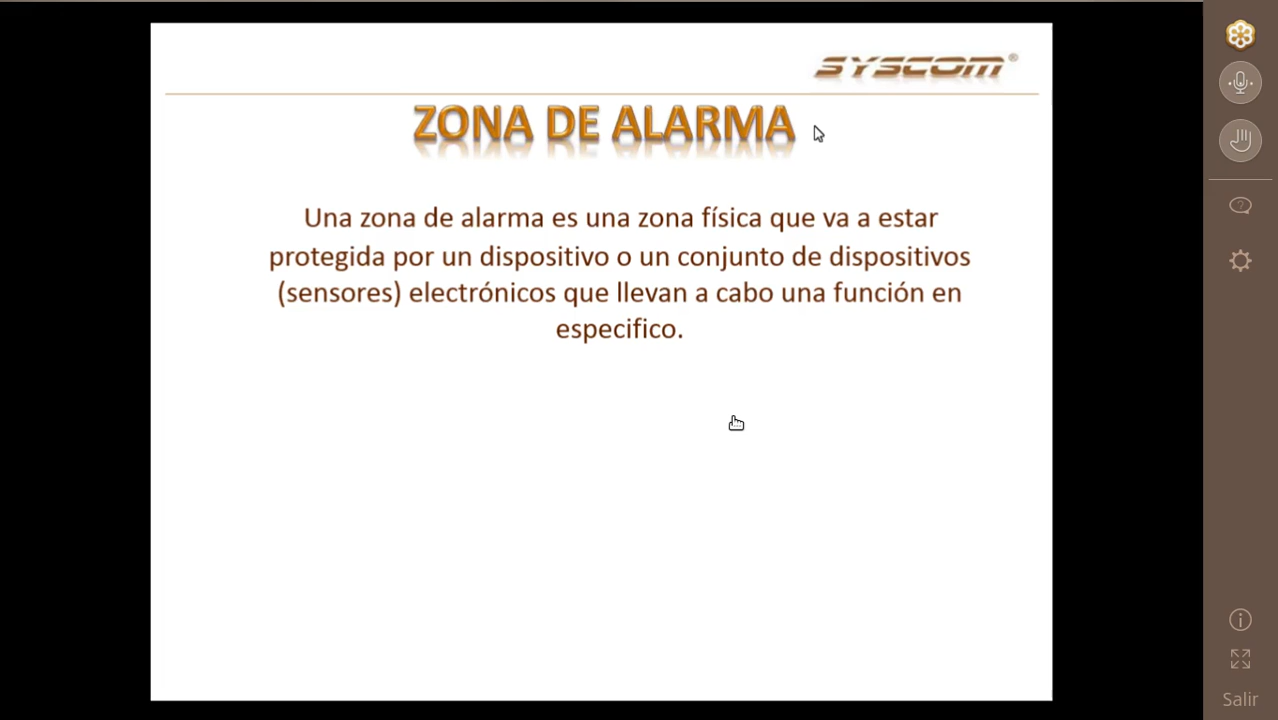 SYSCOM®
ZONA DE ALARMA
Una zona de alarma es una zona física que va a estar
protegida por un dispositivo o un conjunto de dispositivos
(sensores) electrónicos que llevan a cabo una función en
especifico.
Salir